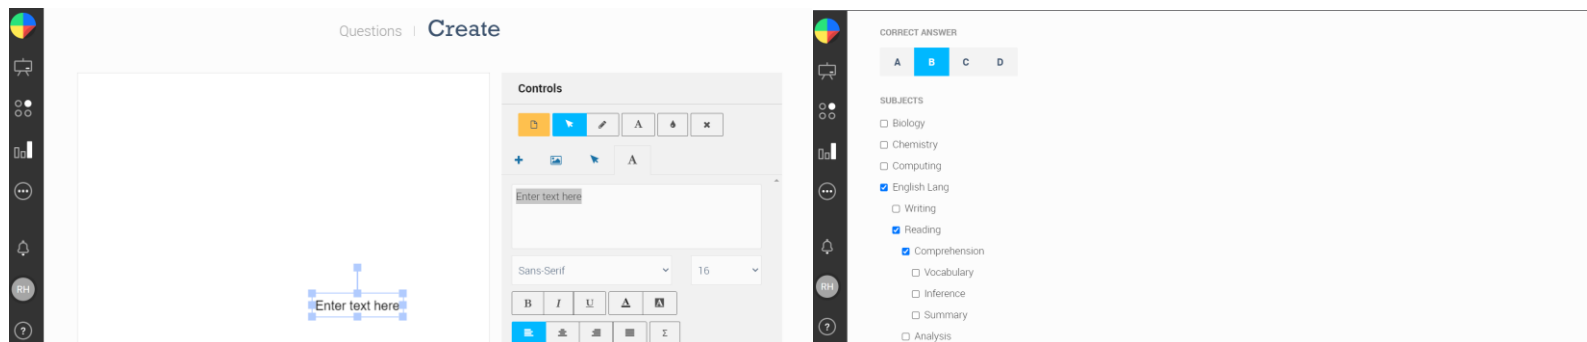 Questions | Create
Controls
A
A
Enter text here
Sans-Serif
16
B I U A A
Σ
Enter text here
RH
?
CORRECT ANSWER
A B C D
SUBJECTS
Biology
Chemistry
Computing
English Lang
Writing
Reading
Comprehension
Vocabulary
Inference
Summary
Analysis
RH
?